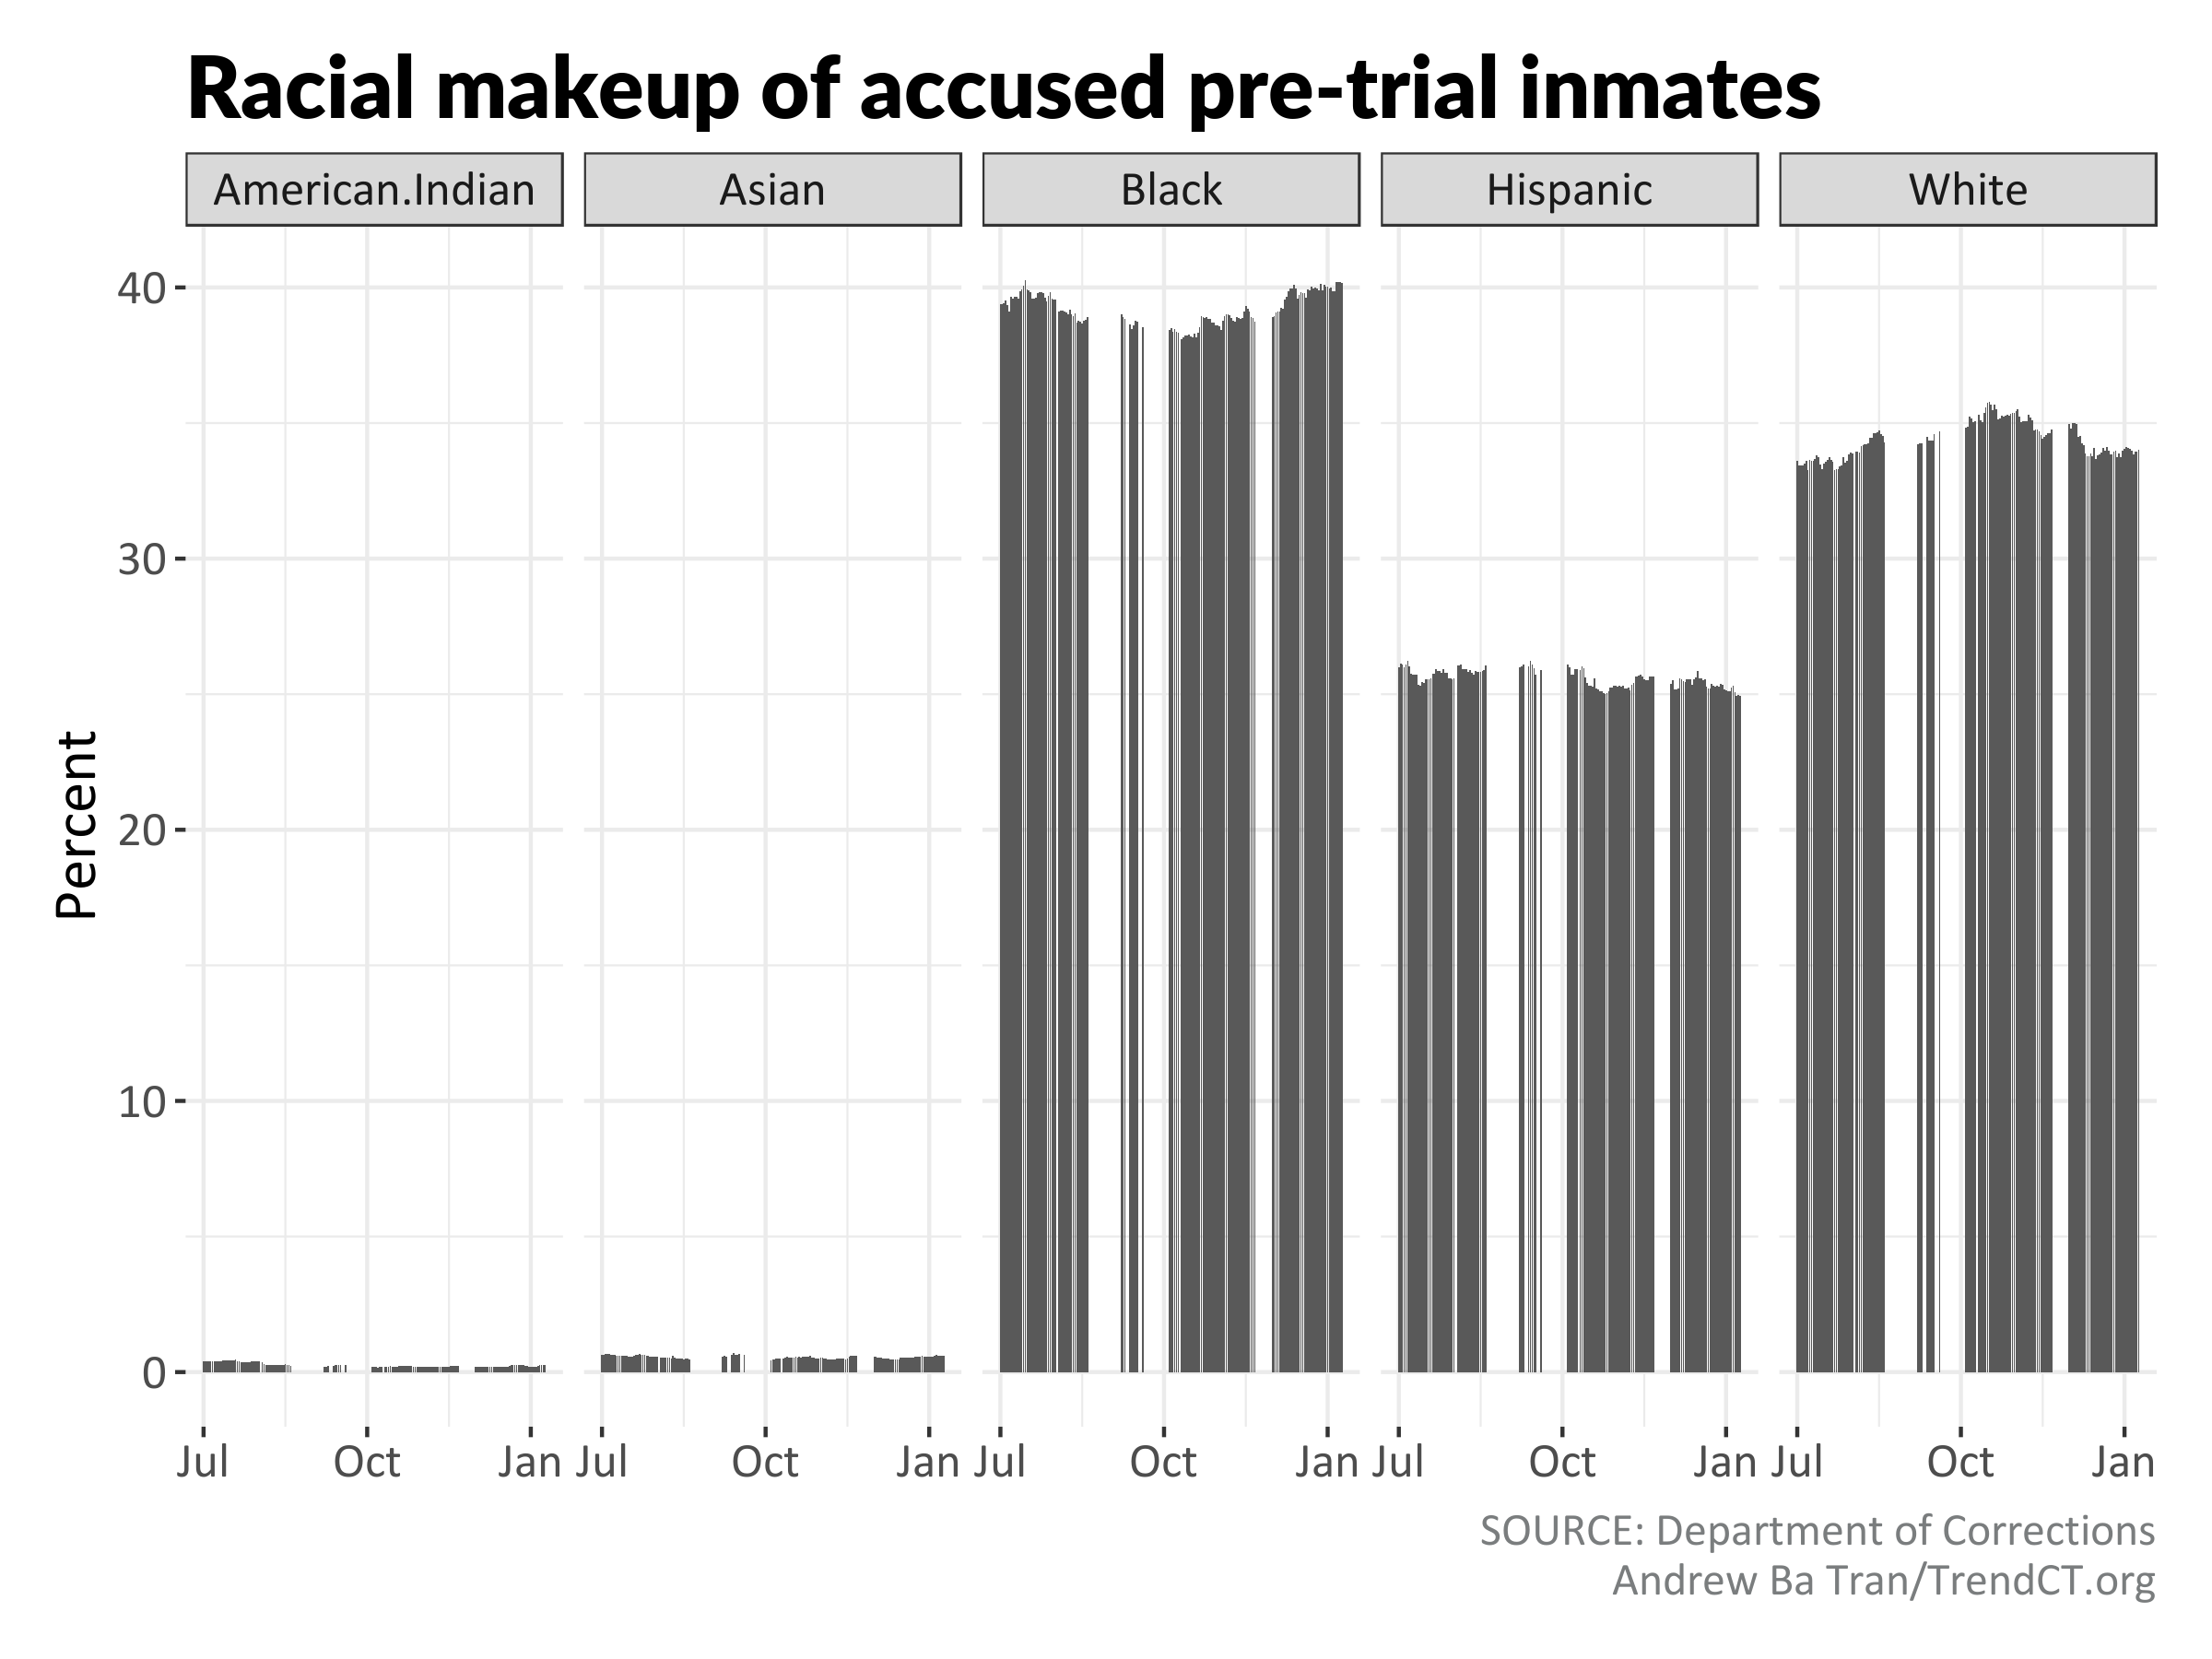 Racial makeup of accused pre-trial inmates
American.Indian Asian Black Hispanic White
40
30
20
10
0
Percent
Jul Oct Jan Jul Oct Jan Jul Oct Jan Jul Oct Jan Jul Oct Jan
SOURCE: Department of Corrections
Andrew Ba Tran/TrendCT.org